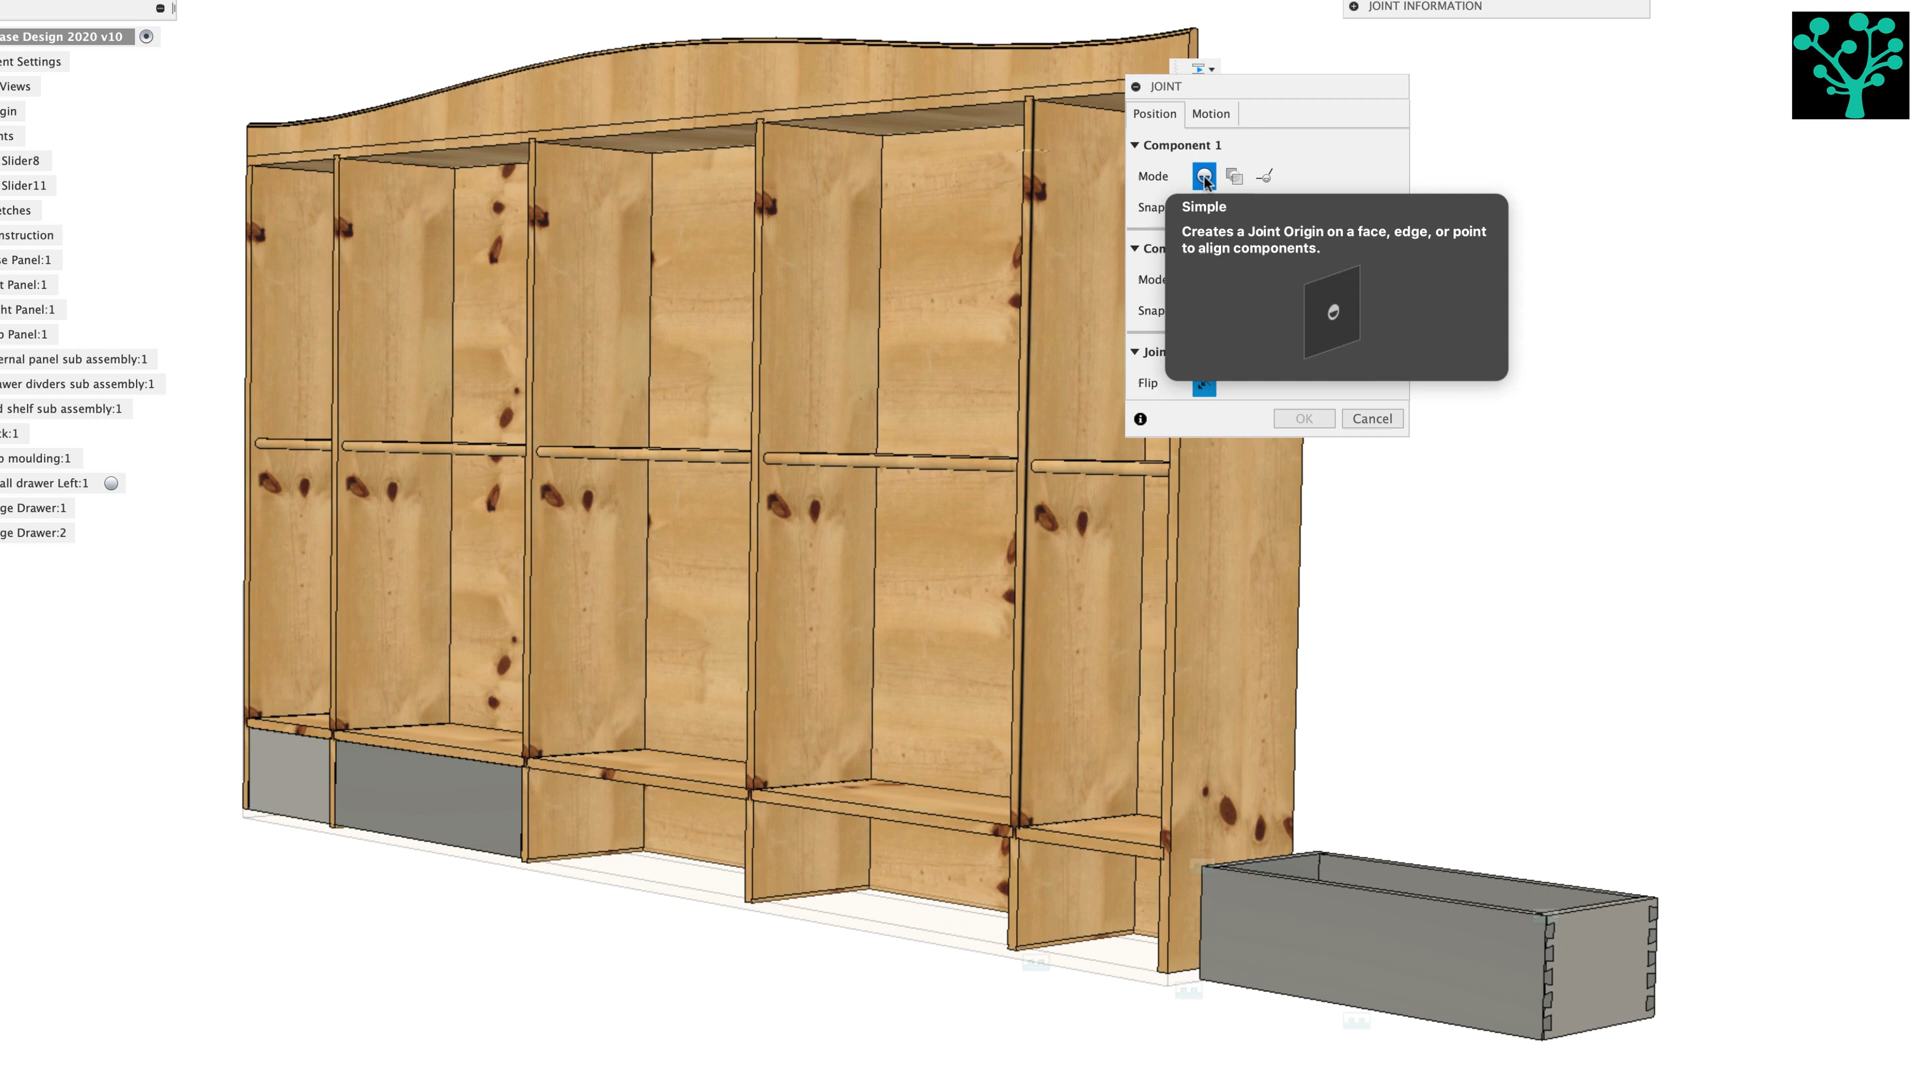 JOINT INFORMATION
ase Design 2020 v10
ent Settings
Views
gin
nts
Slider8
Slider11
etches
nstruction
se Panel:1
t Panel:1
ht Panel:1
p Panel:1
ernal panel sub assembly:1
awer divders sub assembly:1
d shelf sub assembly:1
ck:1
p moulding:1
all drawer Left:1
ge Drawer:1
ge Drawer:2
JOINT
Position Motion
Component 1
Mode
Snap
Simple
Creates a Joint Origin on a face, edge, or point
to align components.
Com
Mode
Snap
Join
Flip
OK Cancel